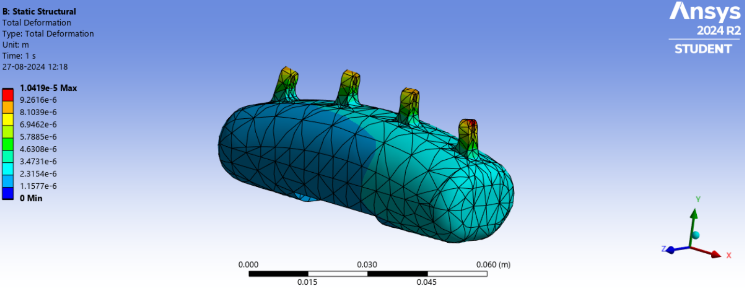 B: Static Structural
Total Deformation
Type: Total Deformation
Unit: m
Time: 1 s
27-08-2024 12:18
1.0419e-5 Max
9.2616e-6
8.1039e-6
6.9462e-6
5.7885e-6
4.6308e-6
3.4731e-6
2.3154e-6
1.1577e-6
0 Min
Ansys
2024 R2
STUDENT
Y
Z
X
0.000
0.030
0.060 (m)
0.015
0.045